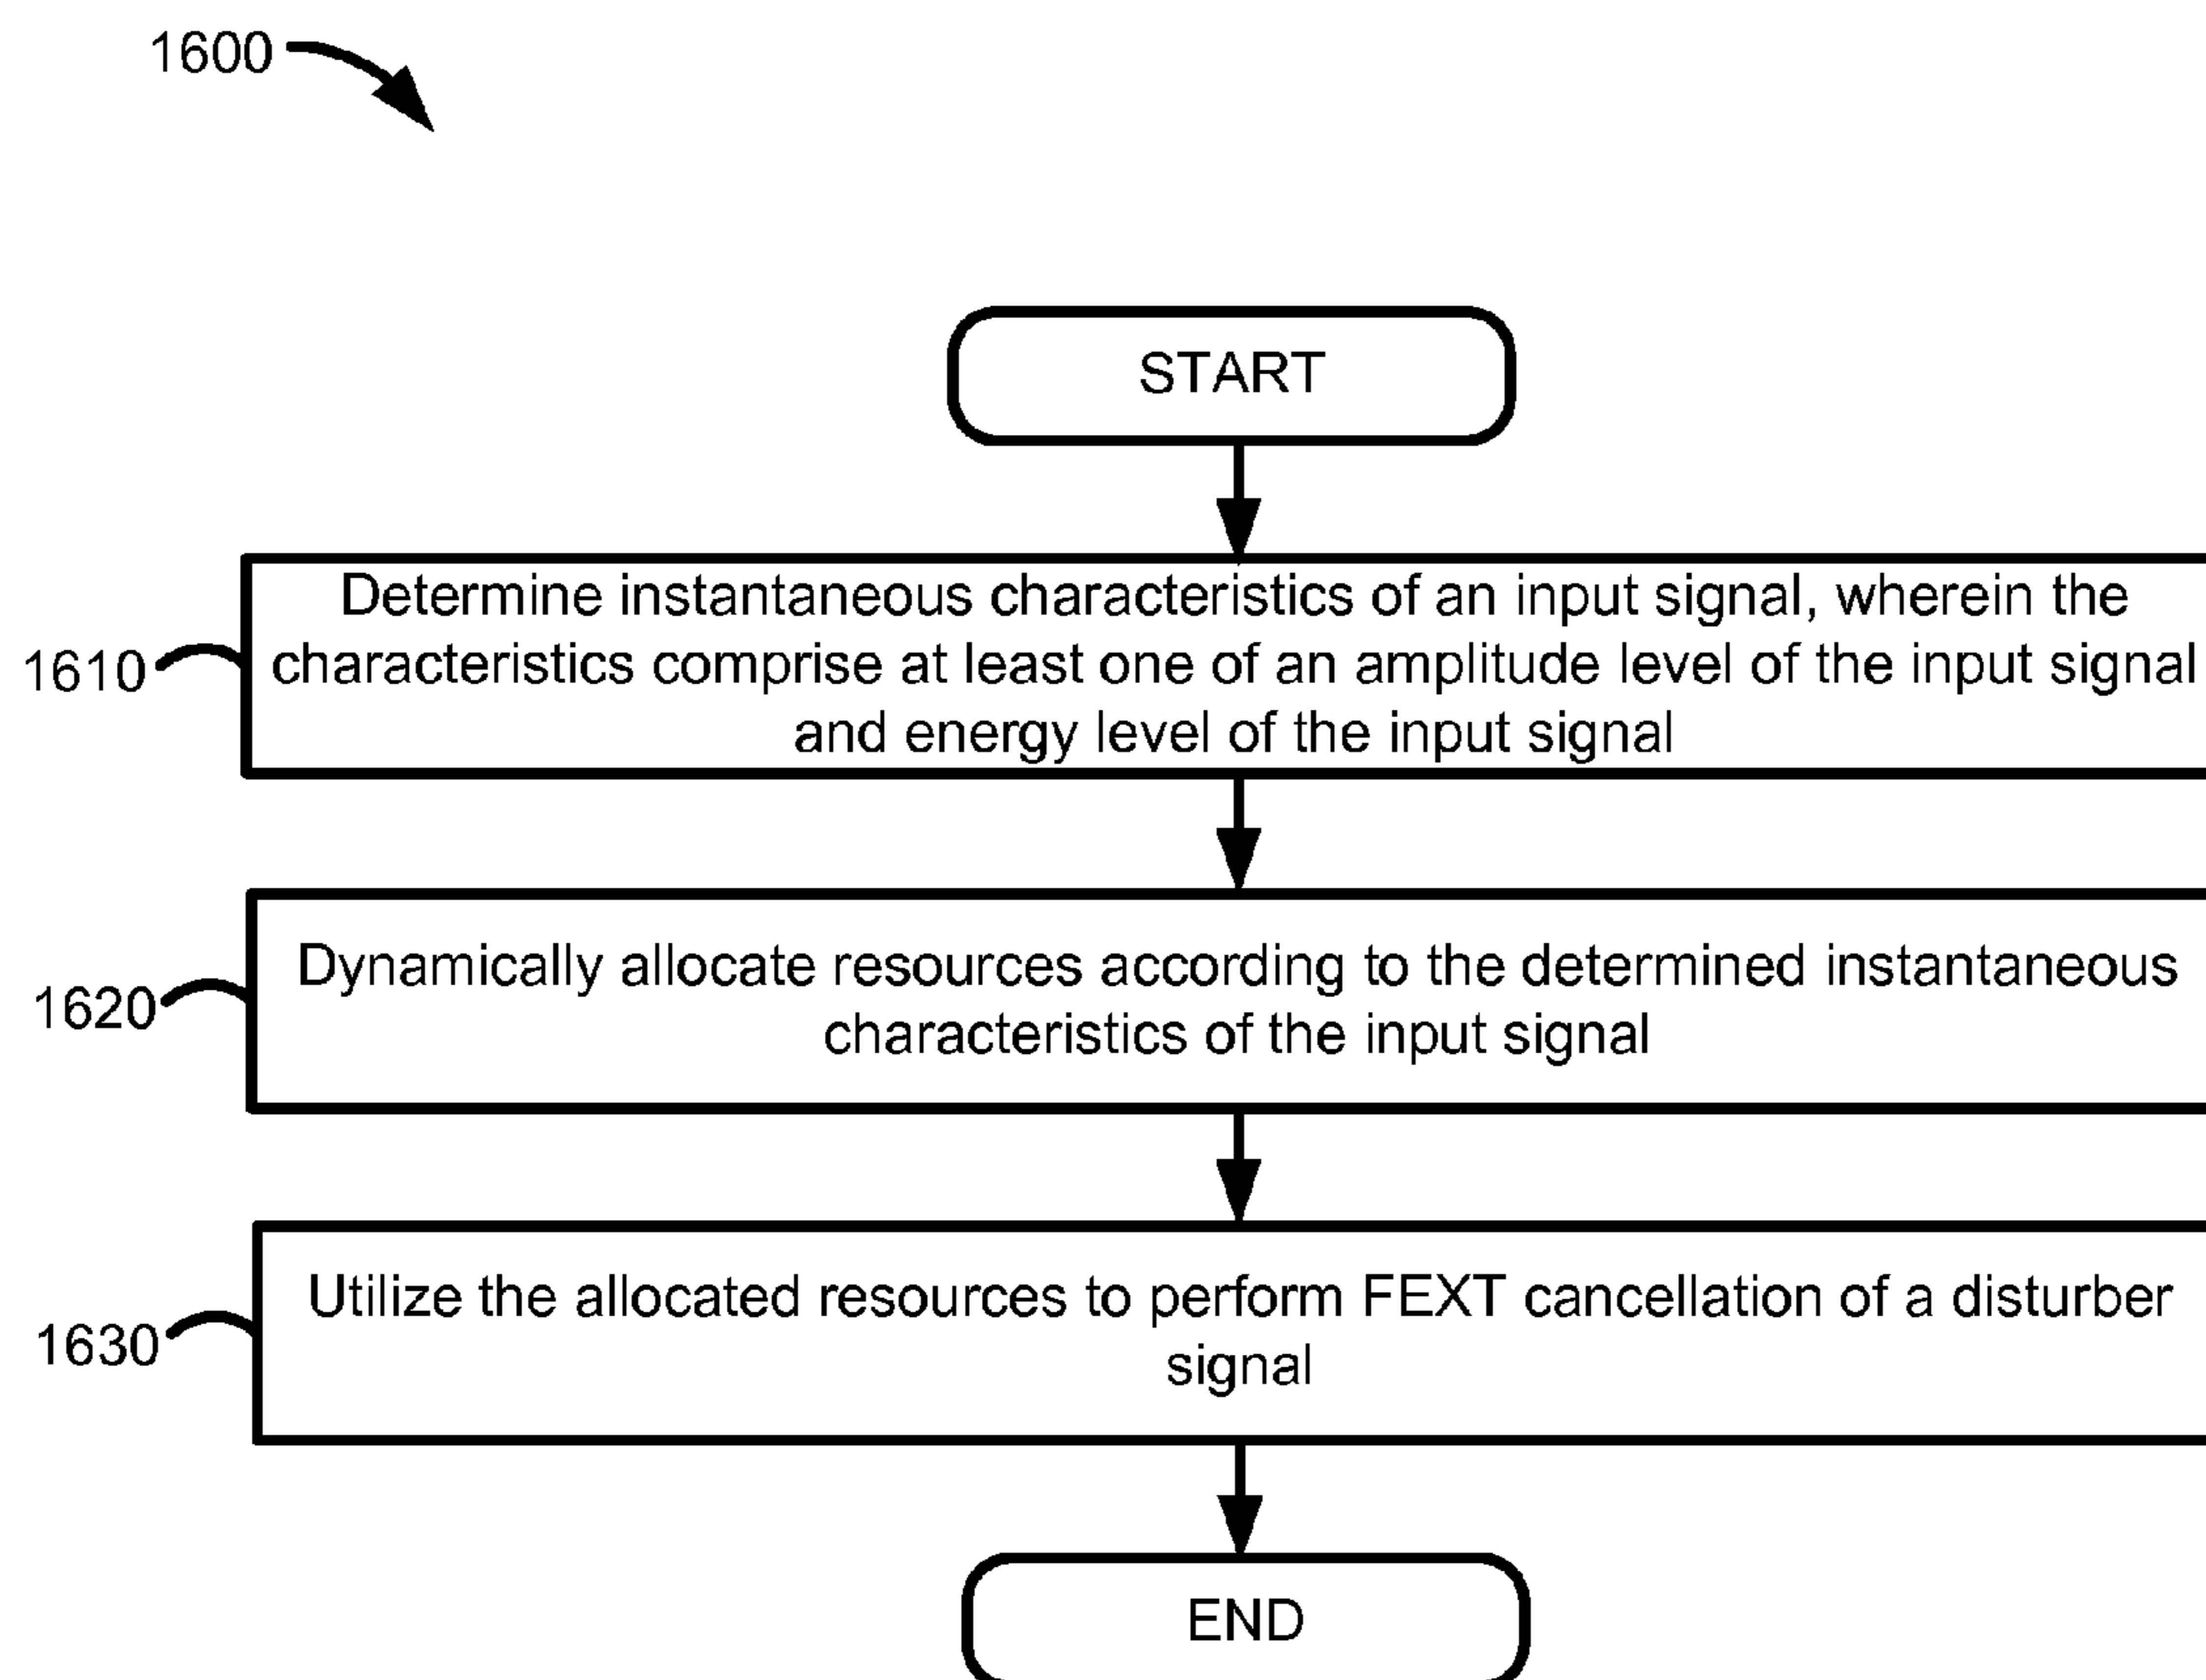 1600
START
1610
Determine instantaneous characteristics of an input signal, wherein the
characteristics comprise at least one of an amplitude level of the input signal
and energy level of the input signal
1620
Dynamically allocate resources according to the determined instantaneous
characteristics of the input signal
1630
Utilize the allocated resources to perform FEXT cancellation of a disturber
signal
END